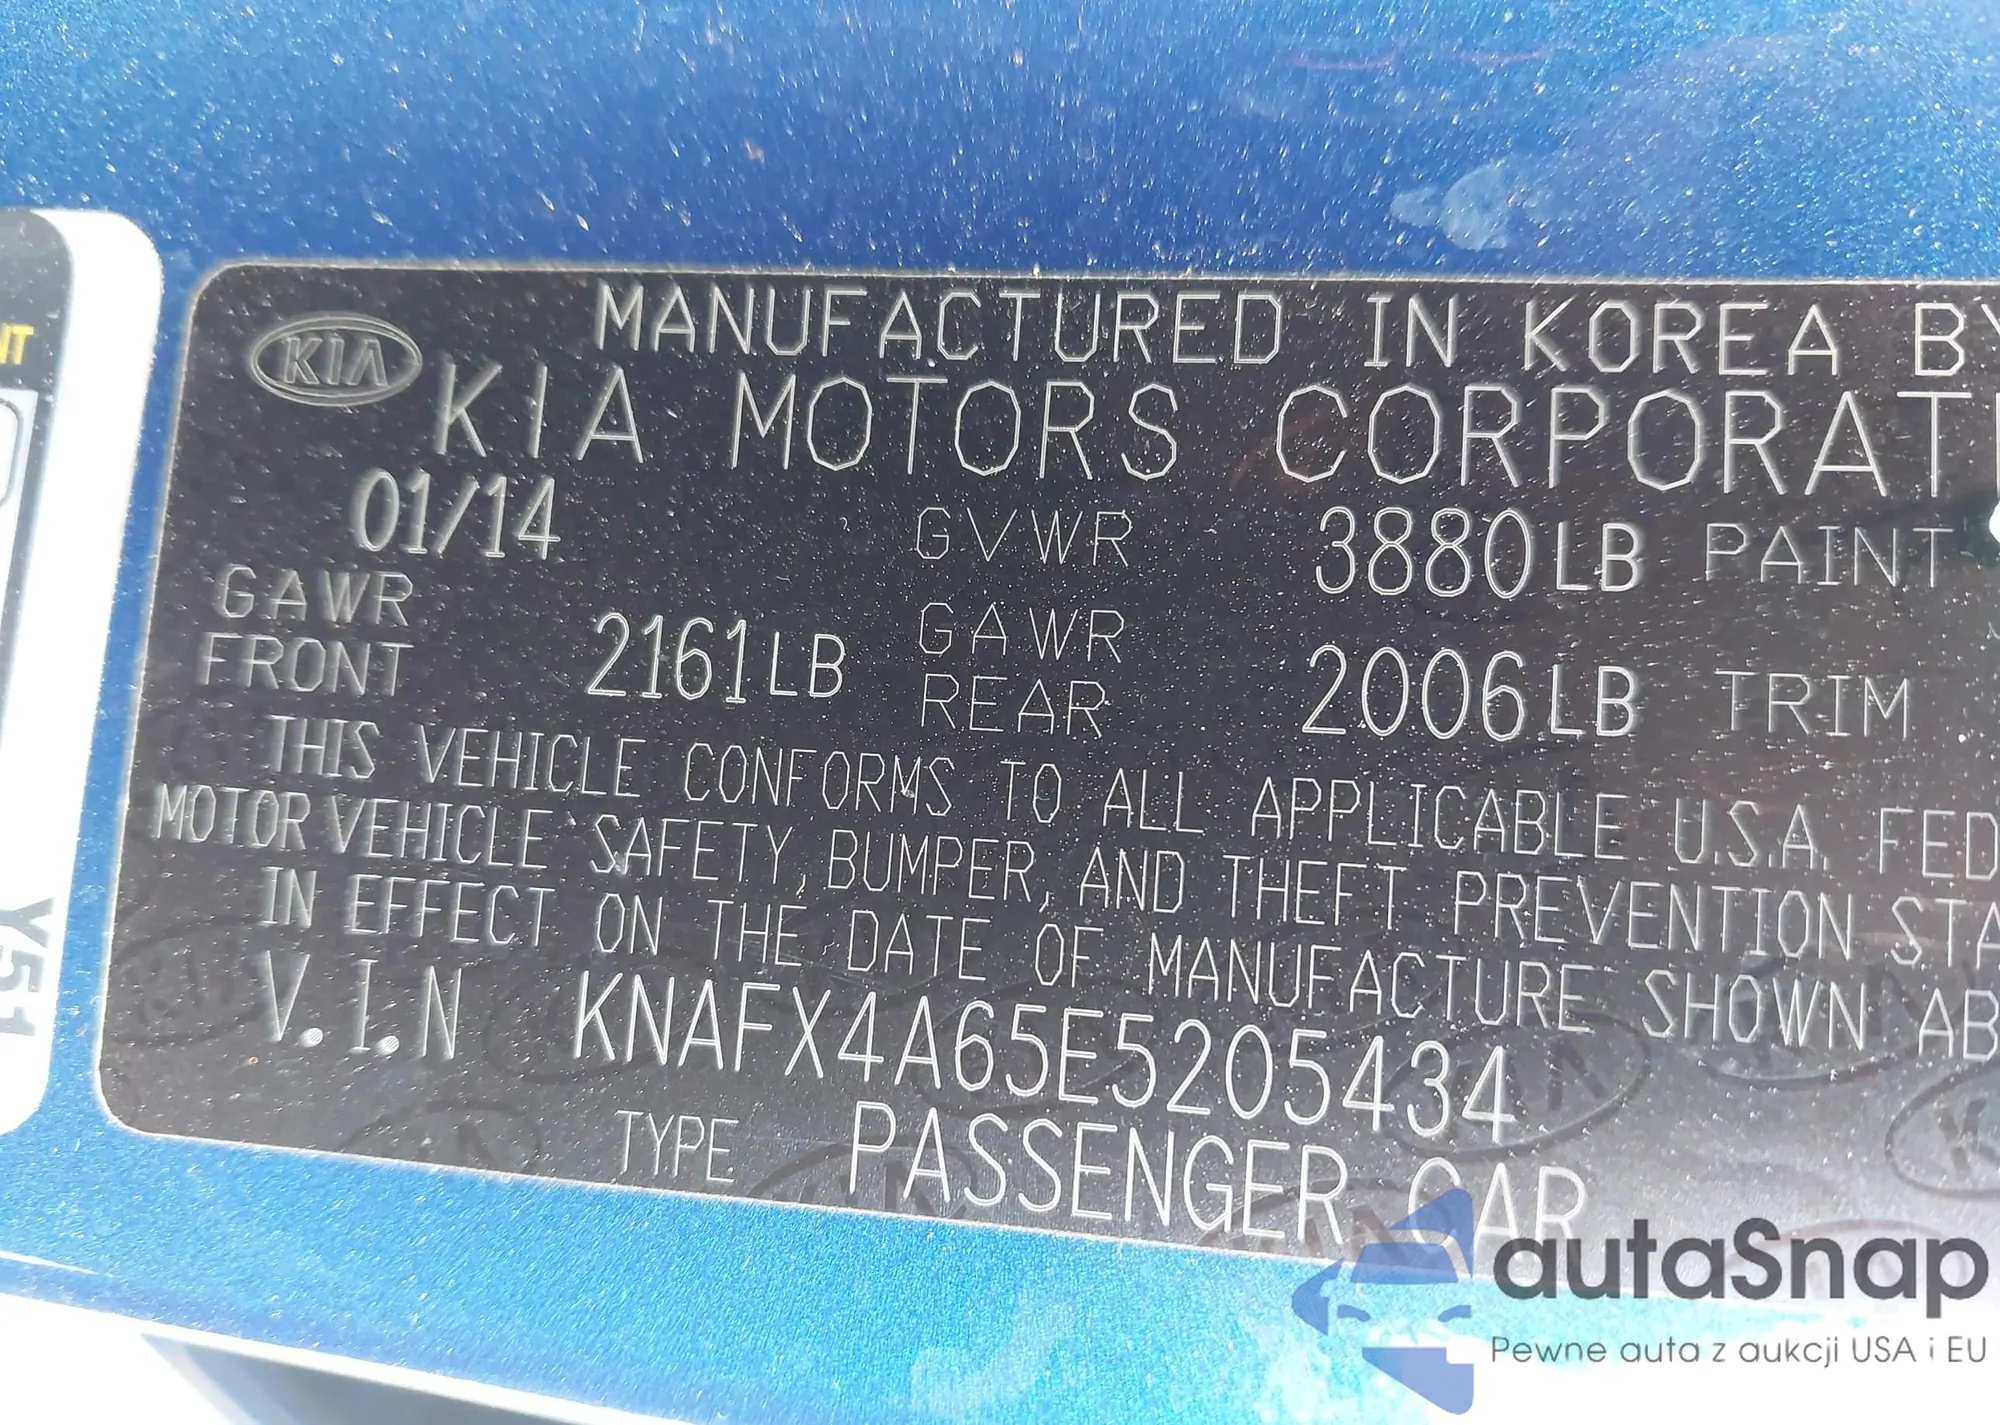 NT
Y51
KIA
MANUFACTURED IN KOREA BY
KIA MOTORS CORPORATI
01/14 GVWR 3880LB PAINT
GAWR FRONT 2161LB GAWR REAR 2006LB TRIM
THIS VEHICLE CONFORMS TO ALL APPLICABLE U.S.A. FED
MOTOR VEHICLE SAFETY, BUMPER, AND THEFT PREVENTION STA
IN EFFECT ON THE DATE OF MANUFACTURE SHOWN AB
V.I.N KNAFX4A65E5205434
TYPE PASSENGER CAR
autaSnap
Pewne auta z aukcji USA i EU